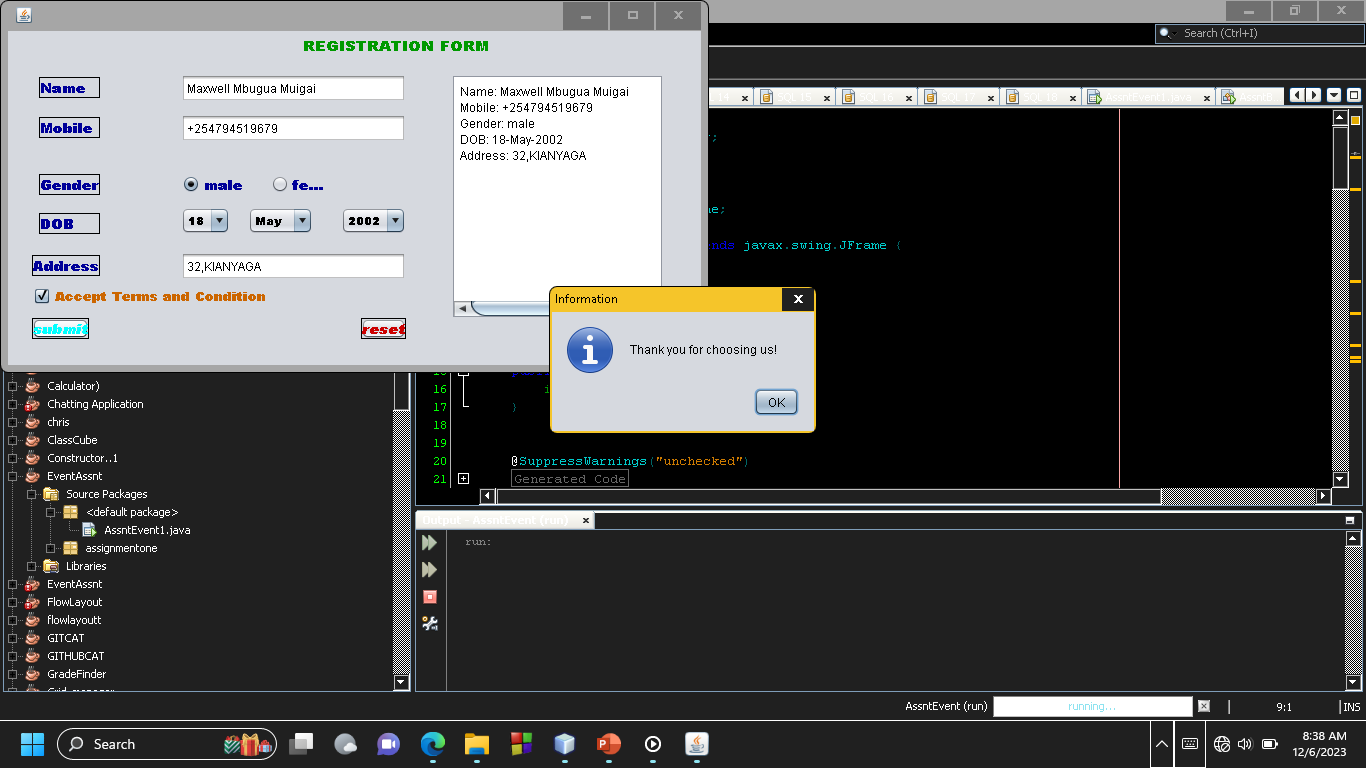 REGISTRATION FORM
Name
Maxwell Mbugua Muigai
Mobile
+254794519679
Gender
male
fe...
DOB
18
May
2002
Address
32,KIANYAGA
Accept Terms and Condition
submit
reset
Name: Maxwell Mbugua Muigai
Mobile: +254794519679
Gender: male
DOB: 18-May-2002
Address: 32,KIANYAGA
Information
Thank you for choosing us!
OK
Search (Ctrl+I)
AssntEvent1.java
javax.swing.JFrame {
16
17 }
18
19
20 @SuppressWarnings("unchecked")
21 Generated Code
Calculator)
Chatting Application
chris
ClassCube
Constructor..1
EventAssnt
Source Packages
<default package>
AssntEvent1.java
assignmentone
Libraries
EventAssnt
FlowLayout
flowlayoutt
GITCAT
GITHUBCAT
GradeFinder
Output - AssntEvent (run)
run:
AssntEvent (run)
running...
9:1
INS
Search
8:38 AM
12/6/2023